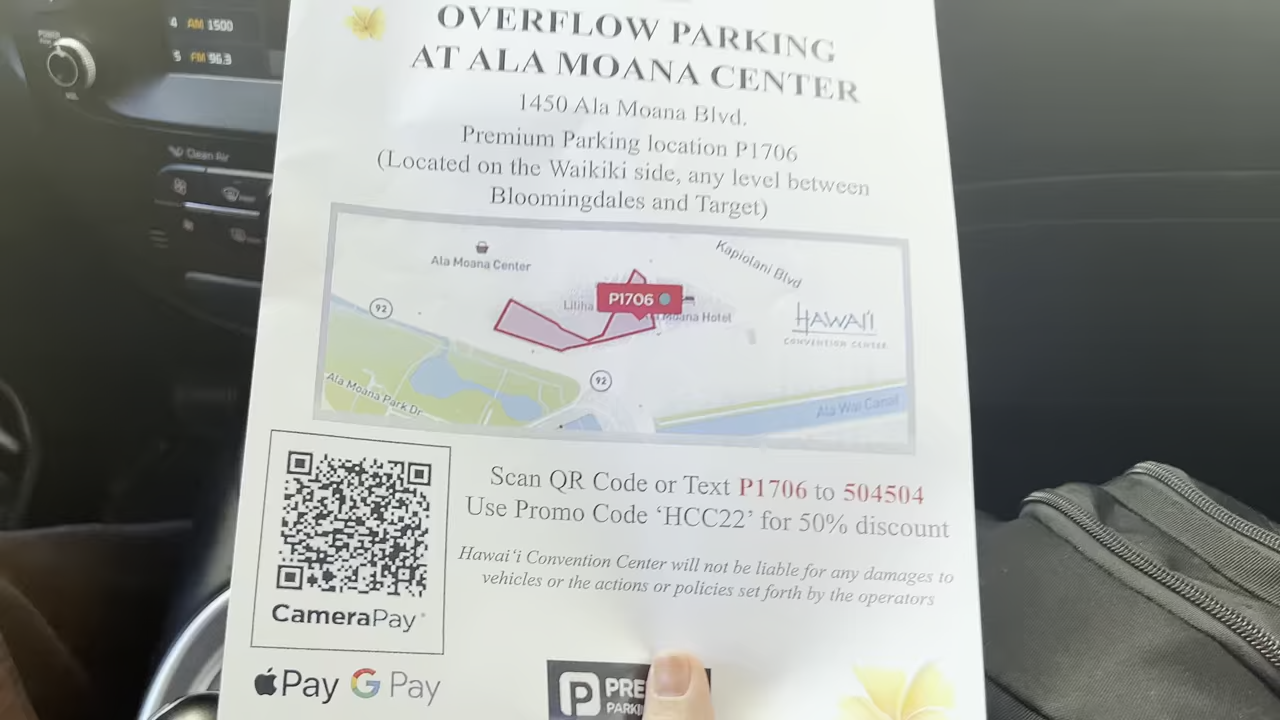 4 AM 1500
5 FM 96.3
POWER
VOL
Clean Air
OVERFLOW PARKING
AT ALA MOANA CENTER
1450 Ala Moana Blvd.
Premium Parking location P1706
(Located on the Waikiki side, any level between
Bloomingdales and Target)
Ala Moana Center
Kapiolani Blvd
92
Liliha
P1706
Moana Hotel
HAWAI'I
CONVENTION CENTER
92
Ala Moana Park Dr
Ala Wai Canal
Scan QR Code or Text P1706 to 504504
Use Promo Code ‘HCC22’ for 50% discount
Hawaiʻi Convention Center will not be liable for any damages to
vehicles or the actions or policies set forth by the operators
CameraPay
Pay G Pay
P PRE
PARKI